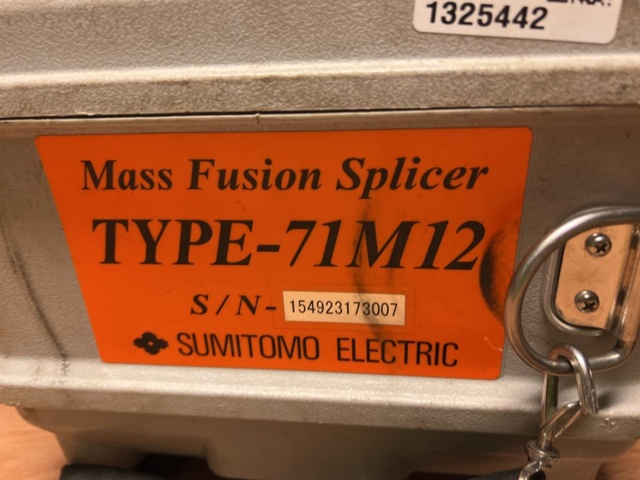 1325442
Mass Fusion Splicer
TYPE-71M12
S/N- 154923173007
SUMITOMO ELECTRIC